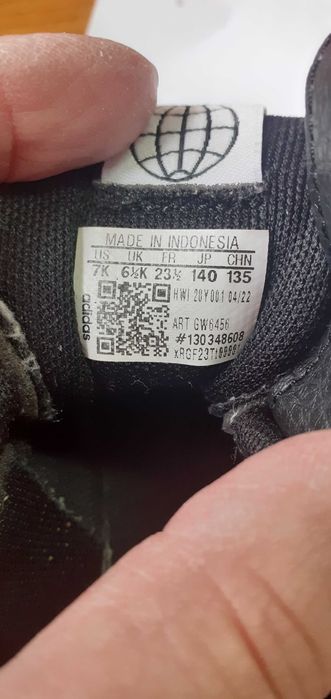 MADE IN INDONESIA
US UK FR JP CHN
7K 6½K 23½ 140 135
HWI 20Y001 04/22
ART GW6456
#130348608
adidas